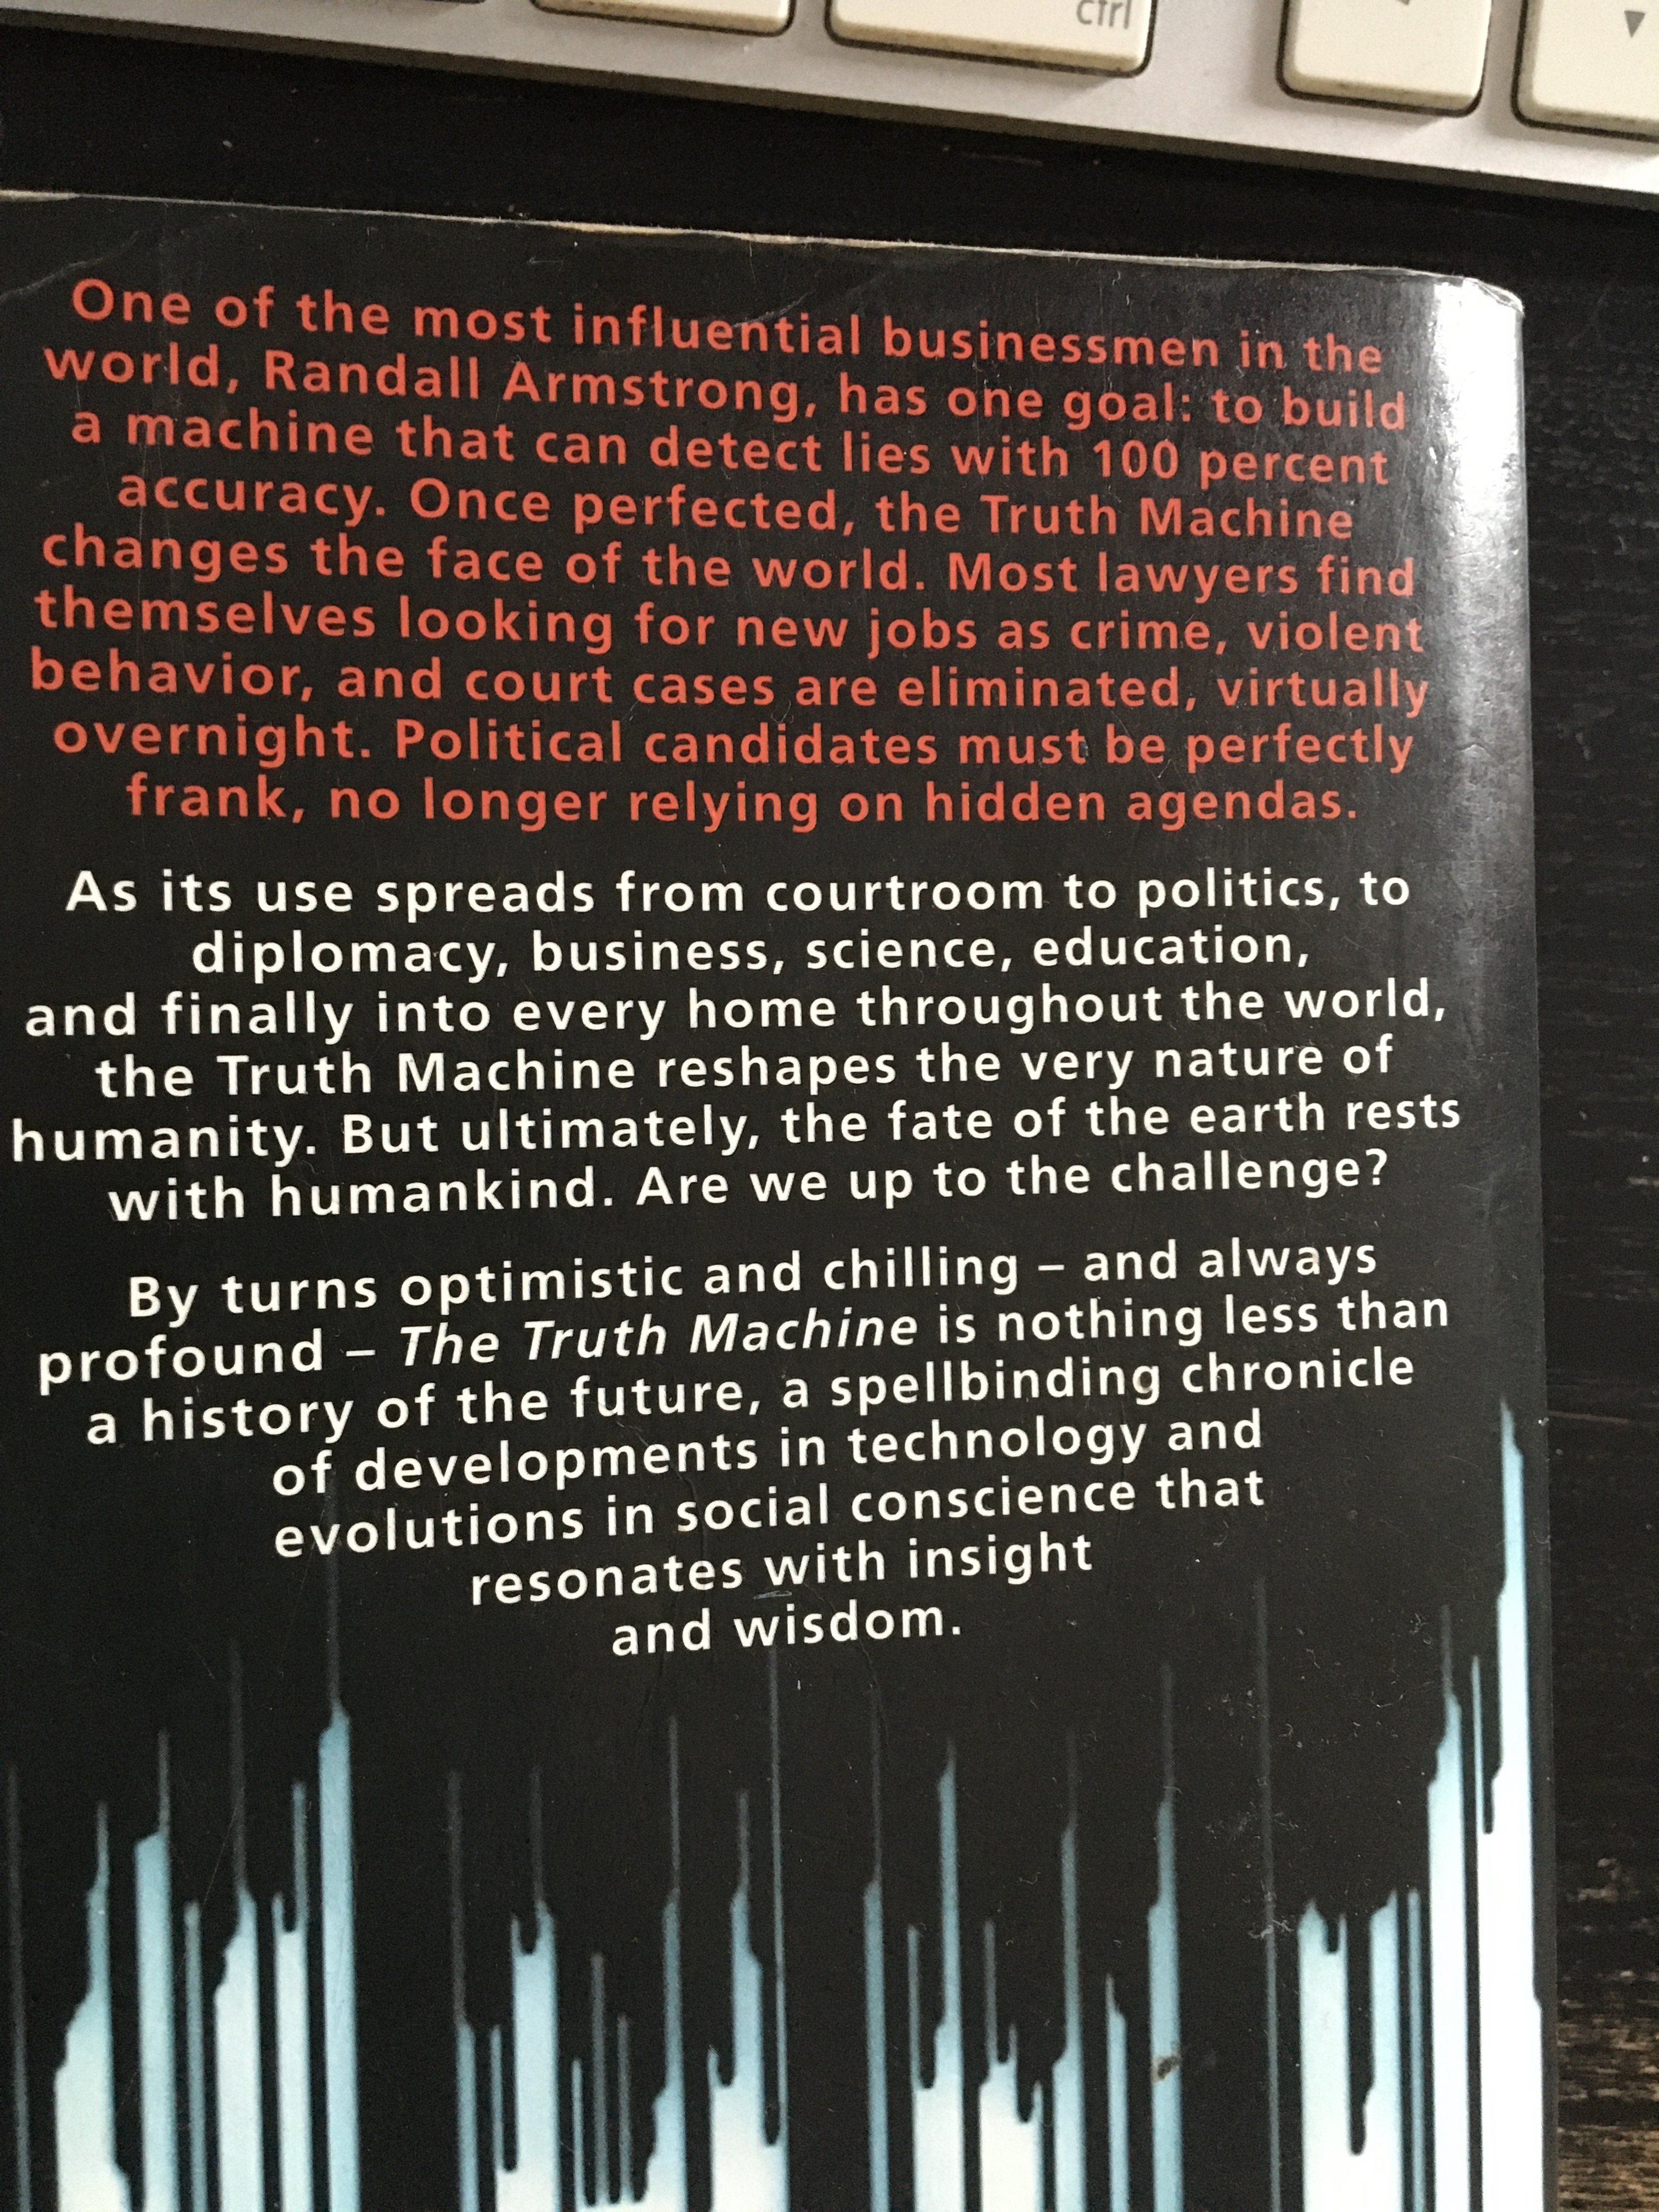 ctrl
One of the most influential businessmen in the
world, Randall Armstrong, has one goal: to build
a machine that can detect lies with 100 percent
accuracy. Once perfected, the Truth Machine
changes the face of the world. Most lawyers find
themselves looking for new jobs as crime, violent
behavior, and court cases are eliminated, virtually
overnight. Political candidates must be perfectly
frank, no longer relying on hidden agendas.
As its use spreads from courtroom to politics, to
diplomacy, business, science, education,
and finally into every home throughout the world,
the Truth Machine reshapes the very nature of
humanity. But ultimately, the fate of the earth rests
with humankind. Are we up to the challenge?
By turns optimistic and chilling – and always
profound – The Truth Machine is nothing less than
a history of the future, a spellbinding chronicle
of developments in technology and
evolutions in social conscience that
resonates with insight
and wisdom.